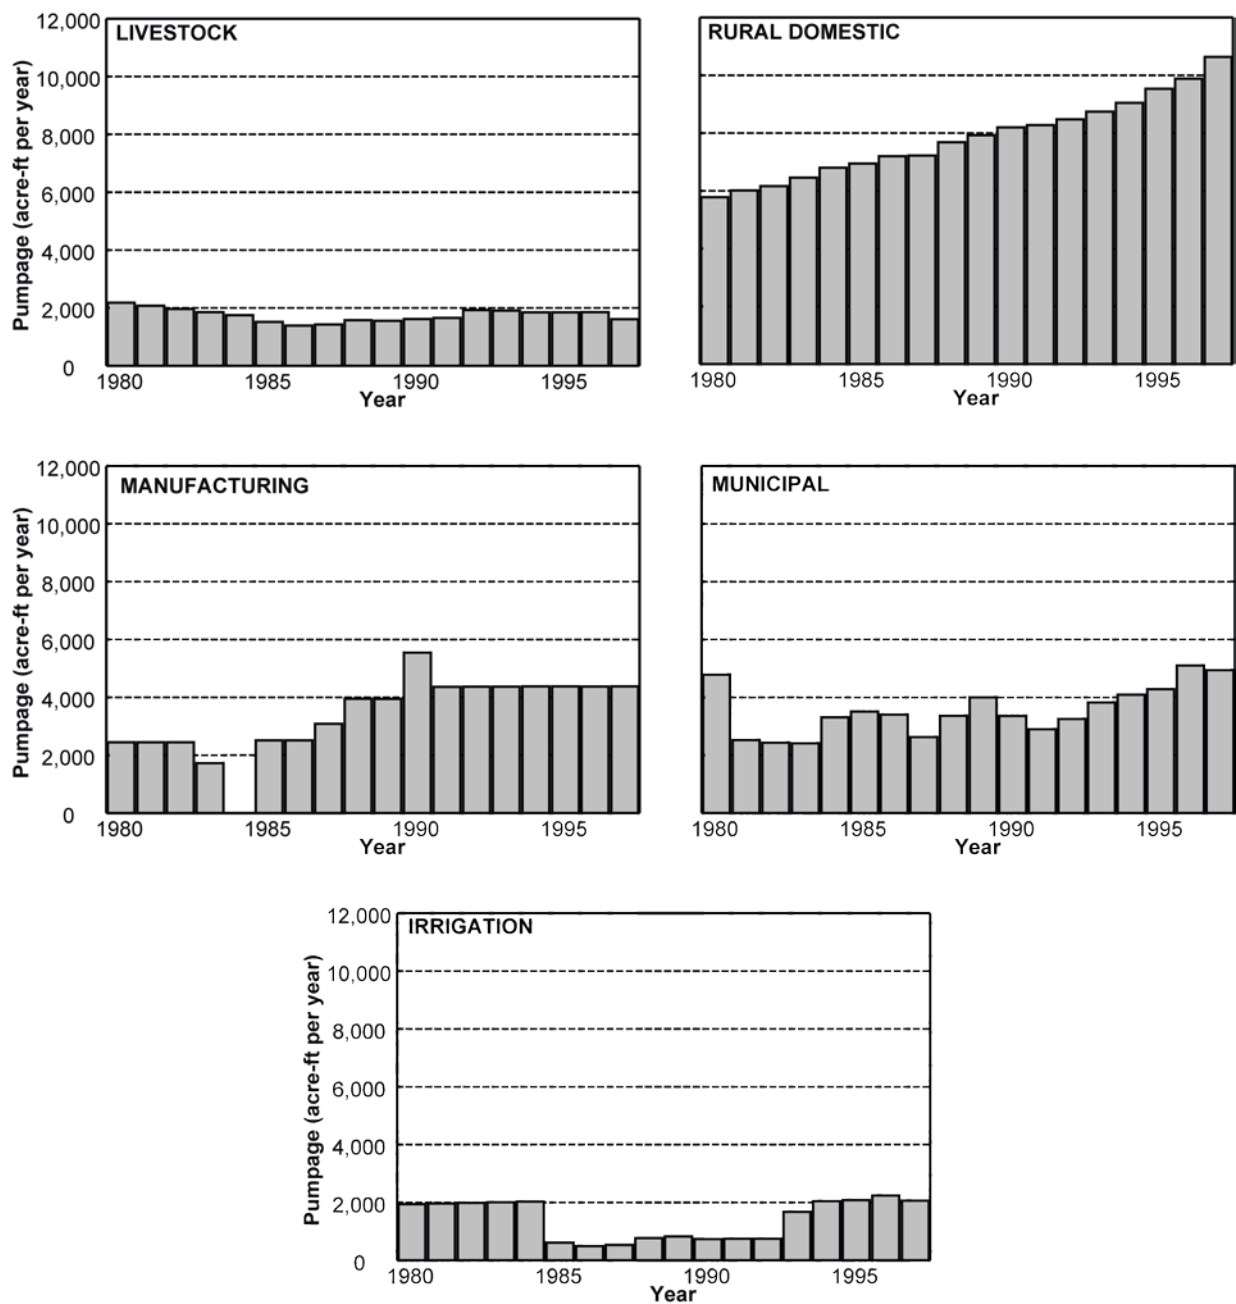 LIVESTOCK
Pumpage (acre-ft per year)
12,000
10,000
8,000
6,000
4,000
2,000
0
1980 1985 1990 1995
Year
RURAL DOMESTIC
1980 1985 1990 1995
Year
MANUFACTURING
Pumpage (acre-ft per year)
12,000
10,000
8,000
6,000
4,000
2,000
0
1980 1985 1990 1995
Year
MUNICIPAL
1980 1985 1990 1995
Year
IRRIGATION
Pumpage (acre-ft per year)
12,000
10,000
8,000
6,000
4,000
2,000
0
1980 1985 1990 1995
Year